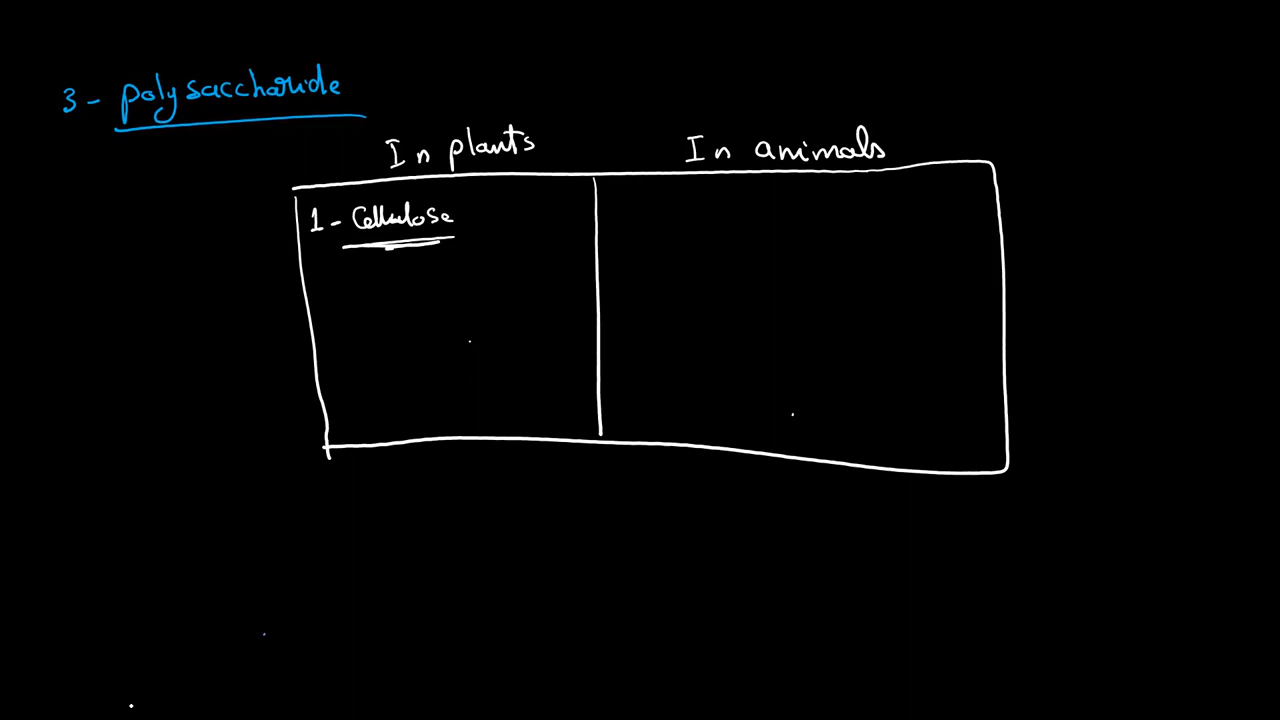 3 - polysaccharide
In plants In animals
1 - Cellulose